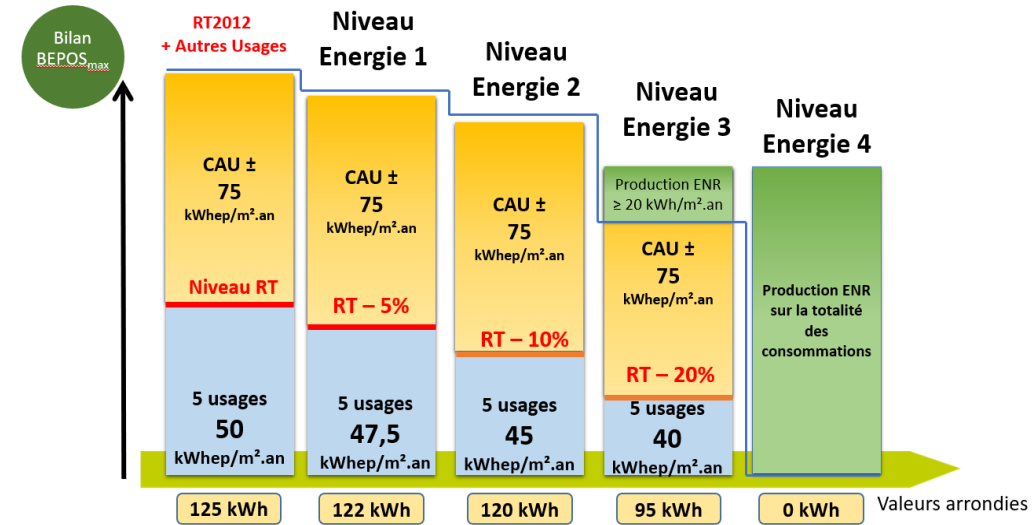 Bilan
BEPOSmax
RT2012
+ Autres Usages
CAU ±
75
kWhep/m².an
Niveau RT
5 usages
50
kWhep/m².an
125 kWh
Niveau
Energie 1
CAU ±
75
kWhep/m².an
RT – 5%
5 usages
47,5
kWhep/m².an
122 kWh
Niveau
Energie 2
CAU ±
75
kWhep/m².an
RT – 10%
5 usages
45
kWhep/m².an
120 kWh
Niveau
Energie 3
Production ENR
≥ 20 kWh/m².an
CAU ±
75
kWhep/m².an
RT – 20%
5 usages
40
kWhep/m².an
95 kWh
Niveau
Energie 4
Production ENR
sur la totalité
des
consommations
0 kWh
Valeurs arrondies